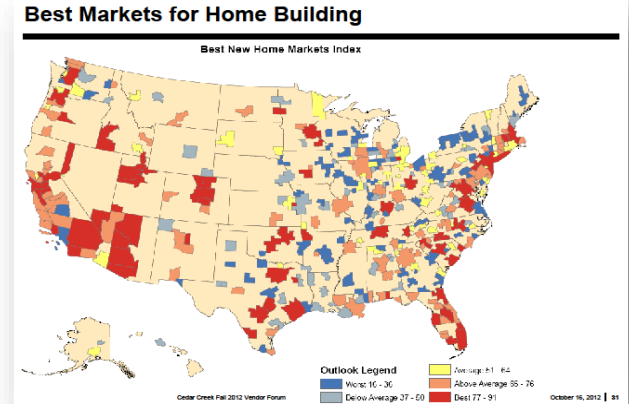 Best Markets for Home Building
Best New Home Markets Index
Outlook Legend
Worst 16 - 36
Below Average 37 - 50
Average 51 - 64
Above Average 65 - 76
Best 77 - 91
Cedar Creek Fall 2012 Vendor Forum
October 16, 2012 | 31